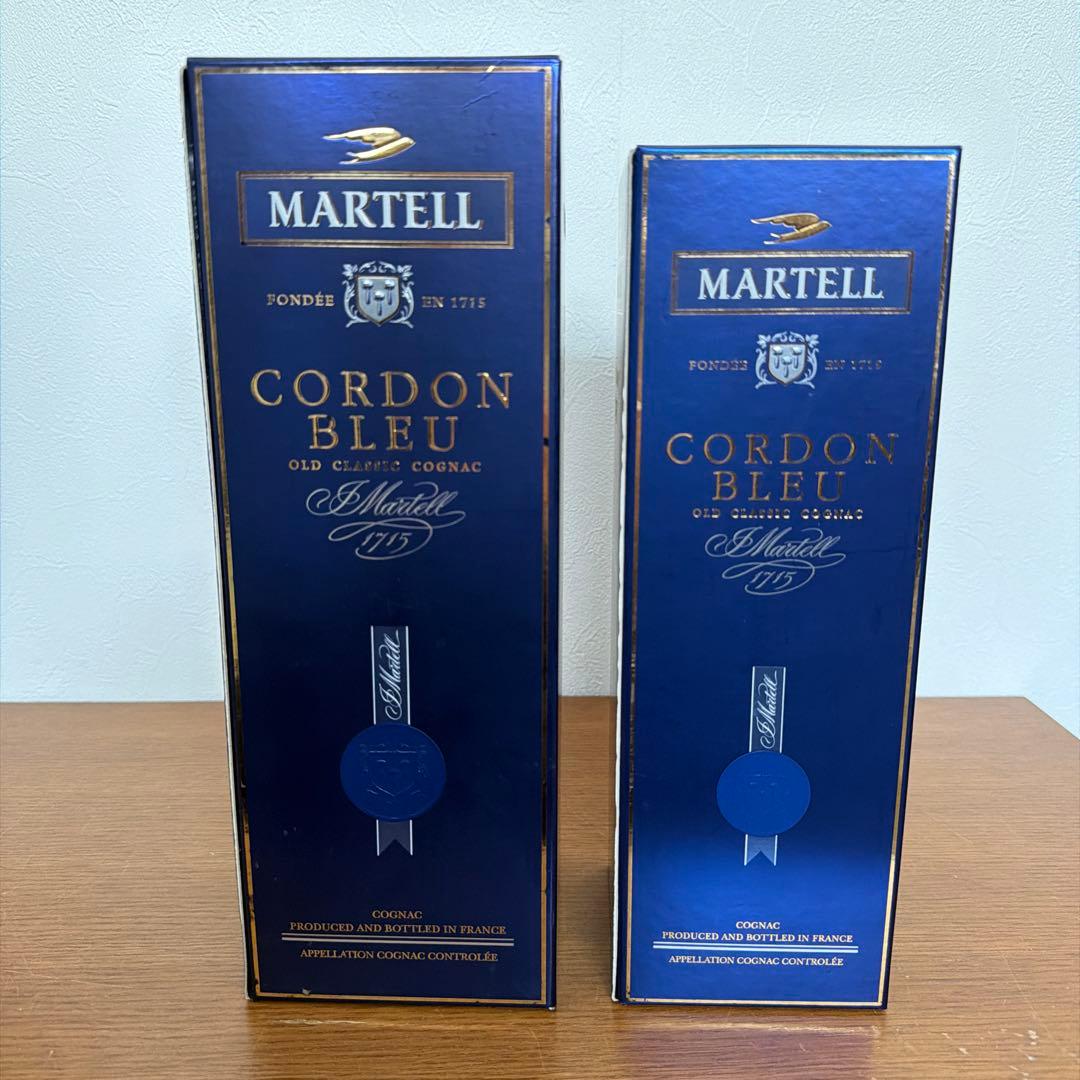 MARTELL
FONDÉE EN 1715
CORDON
BLEU
OLD CLASSIC COGNAC
J Martell
1715
J Martell
COGNAC
PRODUCED AND BOTTLED IN FRANCE
APPELLATION COGNAC CONTROLÉE
MARTELL
FONDÉE EN 1715
CORDON
BLEU
OLD CLASSIC COGNAC
J Martell
1715
J Martell
COGNAC
PRODUCED AND BOTTLED IN FRANCE
APPELLATION COGNAC CONTROLÉE